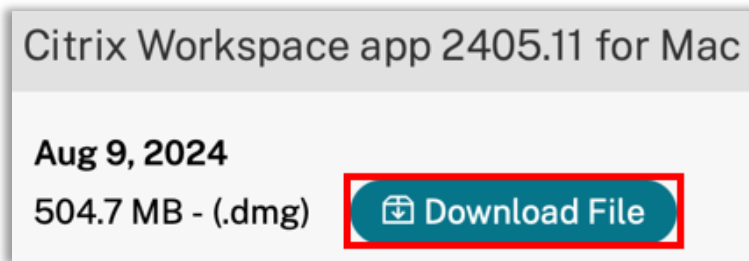 Citrix Workspace app 2405.11 for Mac
Aug 9, 2024
504.7 MB - (.dmg)
Download File